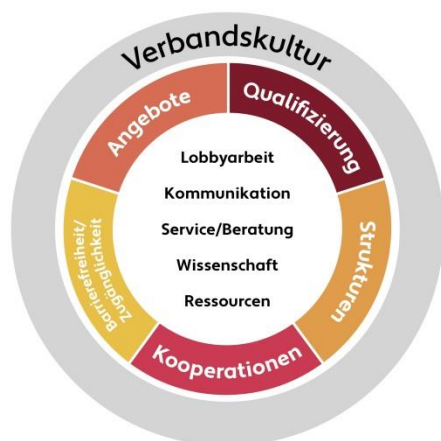 Verbandskultur
Angebote
Qualifizierung
Lobbyarbeit
Kommunikation
Service/Beratung
Wissenschaft
Ressourcen
Barrierefreiheit/
Zugänglichkeit
Strukturen
Kooperationen